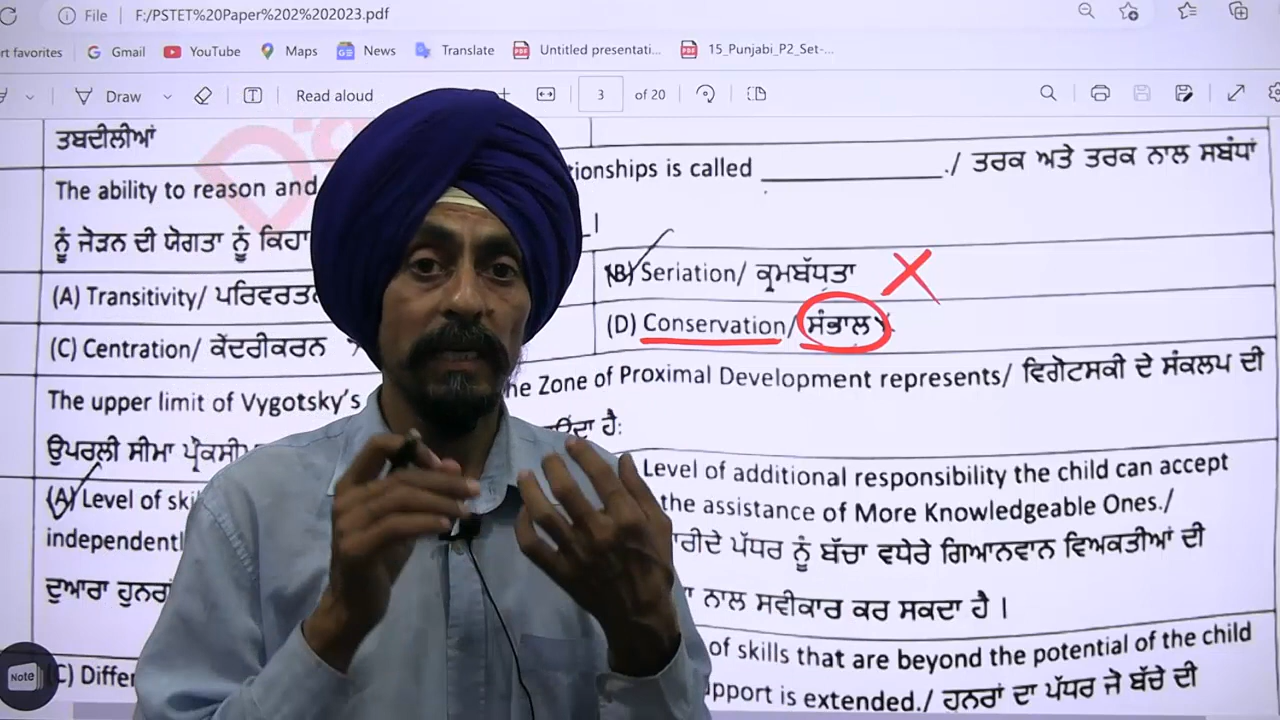 File F:/PSTET%20Paper%202%202023.pdf
rt favorites Gmail YouTube Maps News Translate Untitled presentati... 15_Punjabi_P2_Set-...
Draw Read aloud 3 of 20
ਤਬਦੀਲੀਆਂ
The ability to reason and ionships is called ______________./ ਤਰਕ ਅਤੇ ਤਰਕ ਨਾਲ ਸਬੰਧਾਂ
ਨੂੰ ਜੋੜਨ ਦੀ ਯੋਗਤਾ ਨੂੰ ਕਿਹਾ
(A) Transitivity/ ਪਰਿਵਰਤ
(B) Seriation/ ਕ੍ਰਮਬੱਧਤਾ
(C) Centration/ ਕੇਂਦਰੀਕਰਨ
(D) Conservation/ ਸੰਭਾਲ
The upper limit of Vygotsky's he Zone of Proximal Development represents/ ਵਿਗੋਟਸਕੀ ਦੇ ਸੰਕਲਪ ਦੀ
ਉਪਰਲੀ ਸੀਮਾ ਪ੍ਰੋਕਸੀਮ ਹੈ:
(A) Level of ski
independentl
ਦੁਆਰਾ ਹੁਨਰਾਂ
Level of additional responsibility the child can accept
the assistance of More Knowledgeable Ones./
ਾਰੀਦੇ ਪੱਧਰ ਨੂੰ ਬੱਚਾ ਵਧੇਰੇ ਗਿਆਨਵਾਨ ਵਿਅਕਤੀਆਂ ਦੀ
ਨਾਲ ਸਵੀਕਾਰ ਕਰ ਸਕਦਾ ਹੈ ।
C) Differ
of skills that are beyond the potential of the child
upport is extended./ ਹੁਨਰਾਂ ਦਾ ਪੱਧਰ ਜੋ ਬੱਚੇ ਦੀ
Note